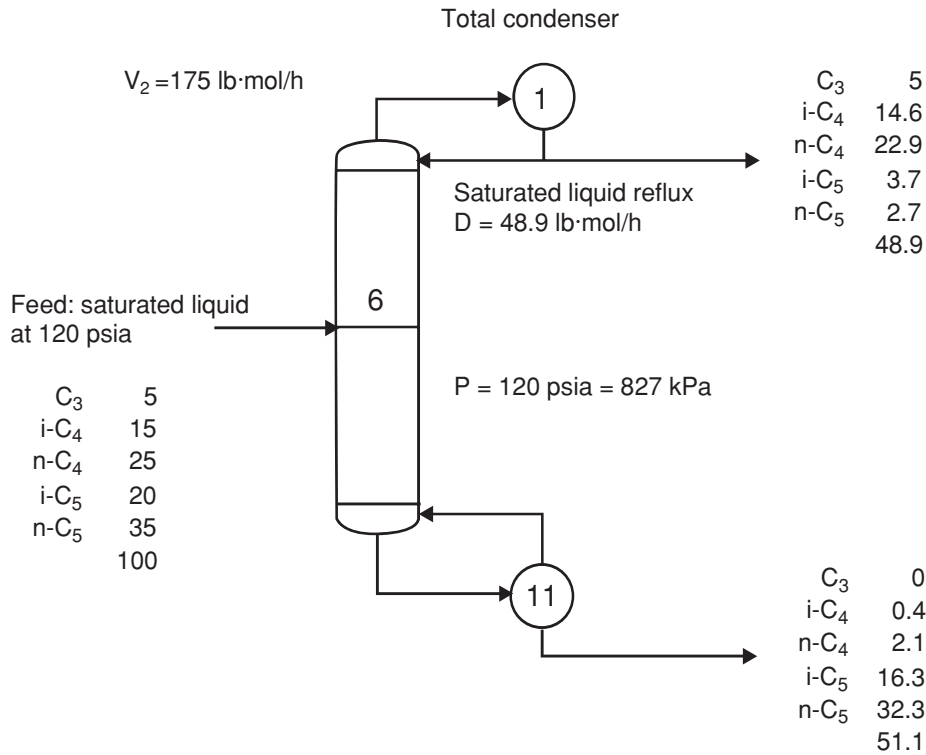 Total condenser
V₂ =175 lb·mol/h
1
C₃ 5
i-C₄ 14.6
n-C₄ 22.9
i-C₅ 3.7
n-C₅ 2.7
48.9
Saturated liquid reflux
D = 48.9 lb·mol/h
Feed: saturated liquid
at 120 psia
6
P = 120 psia = 827 kPa
C₃ 5
i-C₄ 15
n-C₄ 25
i-C₅ 20
n-C₅ 35
100
11
C₃ 0
i-C₄ 0.4
n-C₄ 2.1
i-C₅ 16.3
n-C₅ 32.3
51.1